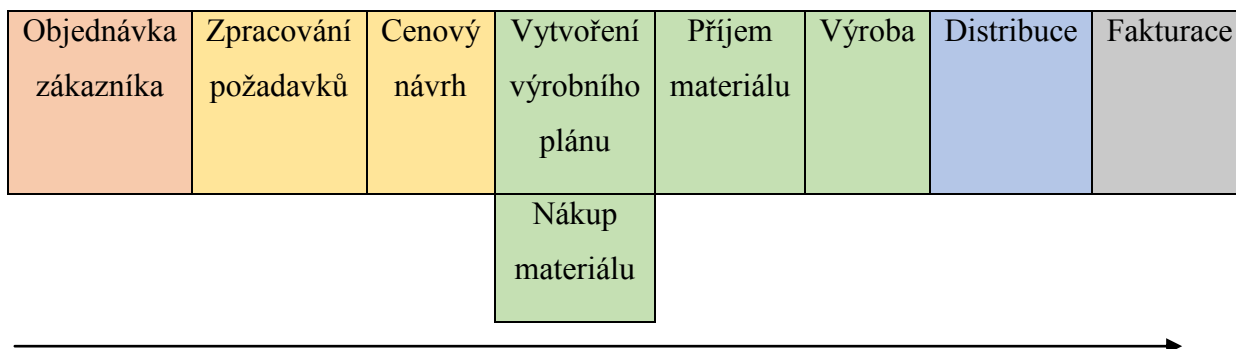 Objednávka
zákazníka
Zpracování
požadavků
Cenový
návrh
Vytvoření
výrobního
plánu
Příjem
materiálu
Výroba
Distribuce
Fakturace
Nákup
materiálu